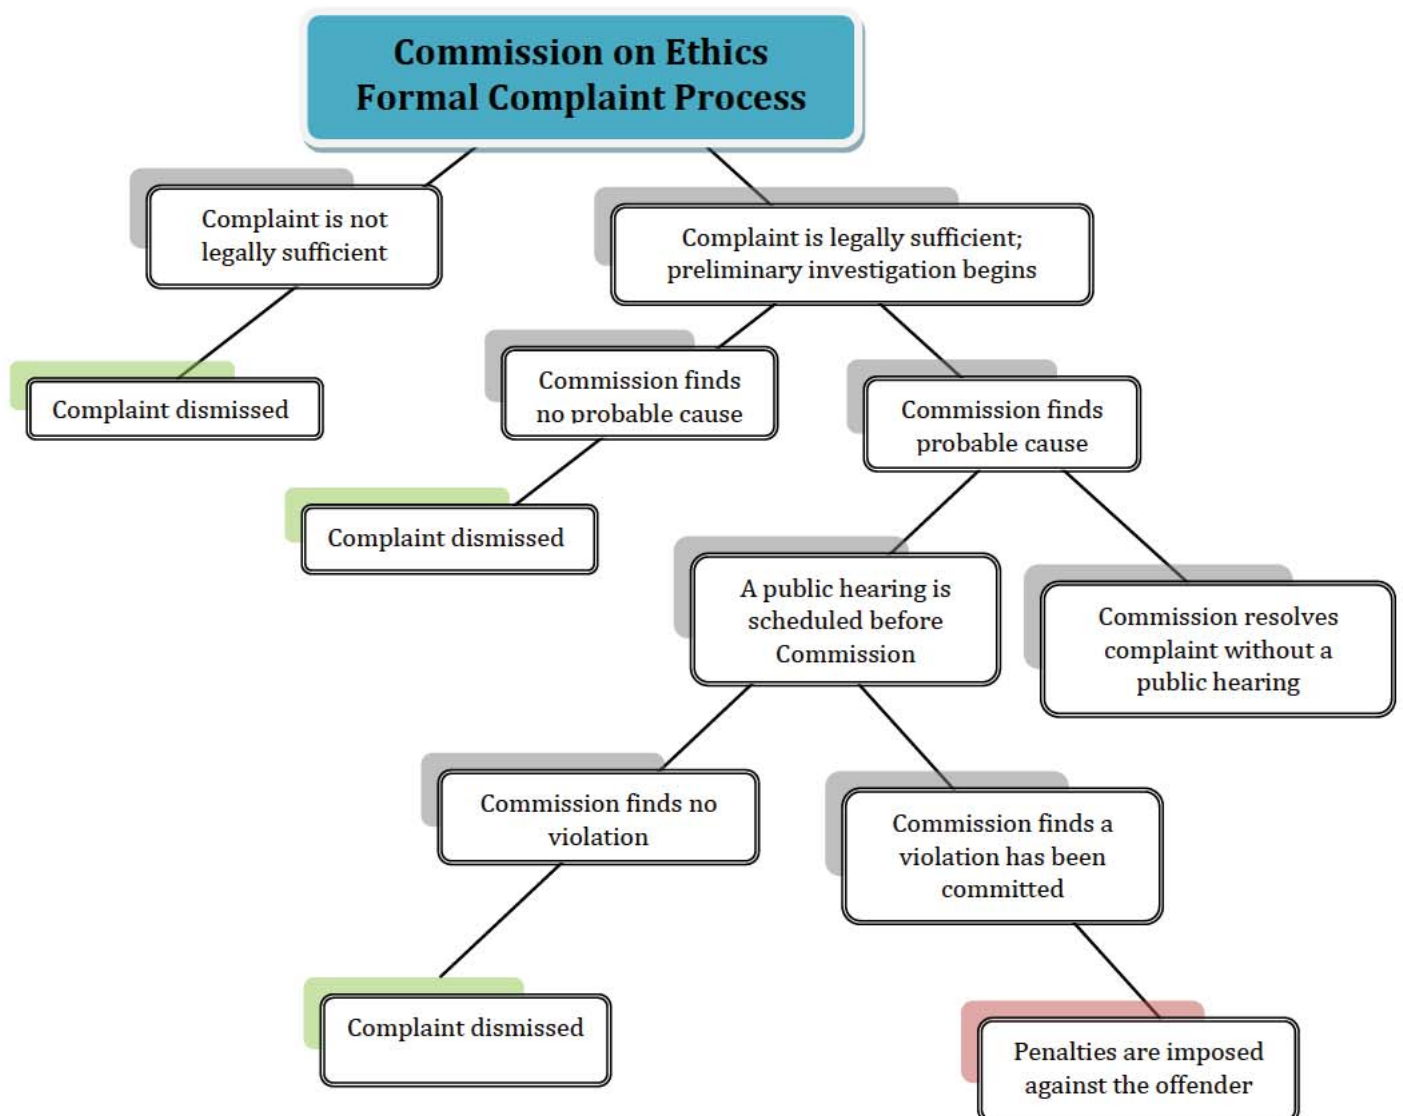 Commission on Ethics
Formal Complaint Process
Complaint is not
legally sufficient
Complaint is legally sufficient;
preliminary investigation begins
Complaint dismissed
Commission finds
no probable cause
Commission finds
probable cause
Complaint dismissed
A public hearing is
scheduled before
Commission
Commission resolves
complaint without a
public hearing
Commission finds no
violation
Commission finds a
violation has been
committed
Complaint dismissed
Penalties are imposed
against the offender